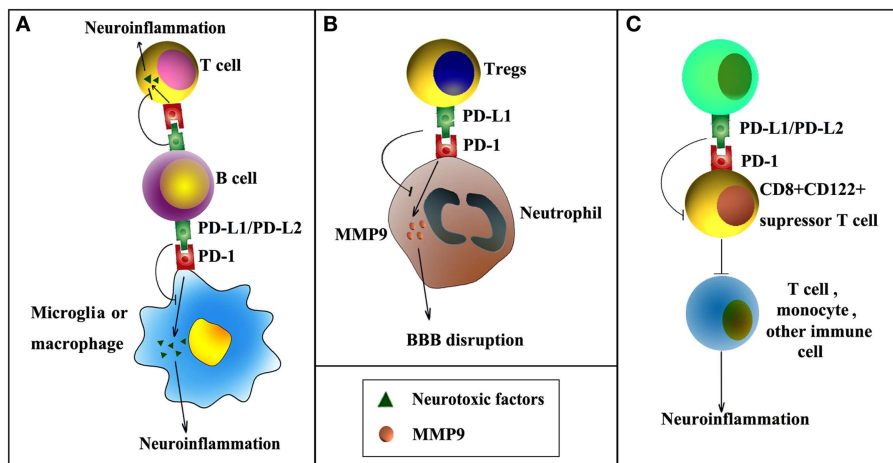 A
Neuroinflammation
T cell
B cell
PD-L1/PD-L2
PD-1
Microglia or
macrophage
Neuroinflammation
B
Tregs
PD-L1
PD-1
Neutrophil
MMP9
BBB disruption
Neurotoxic factors
MMP9
C
PD-L1/PD-L2
PD-1
CD8+CD122+
supressor T cell
T cell ,
monocyte ,
other immune
cell
Neuroinflammation